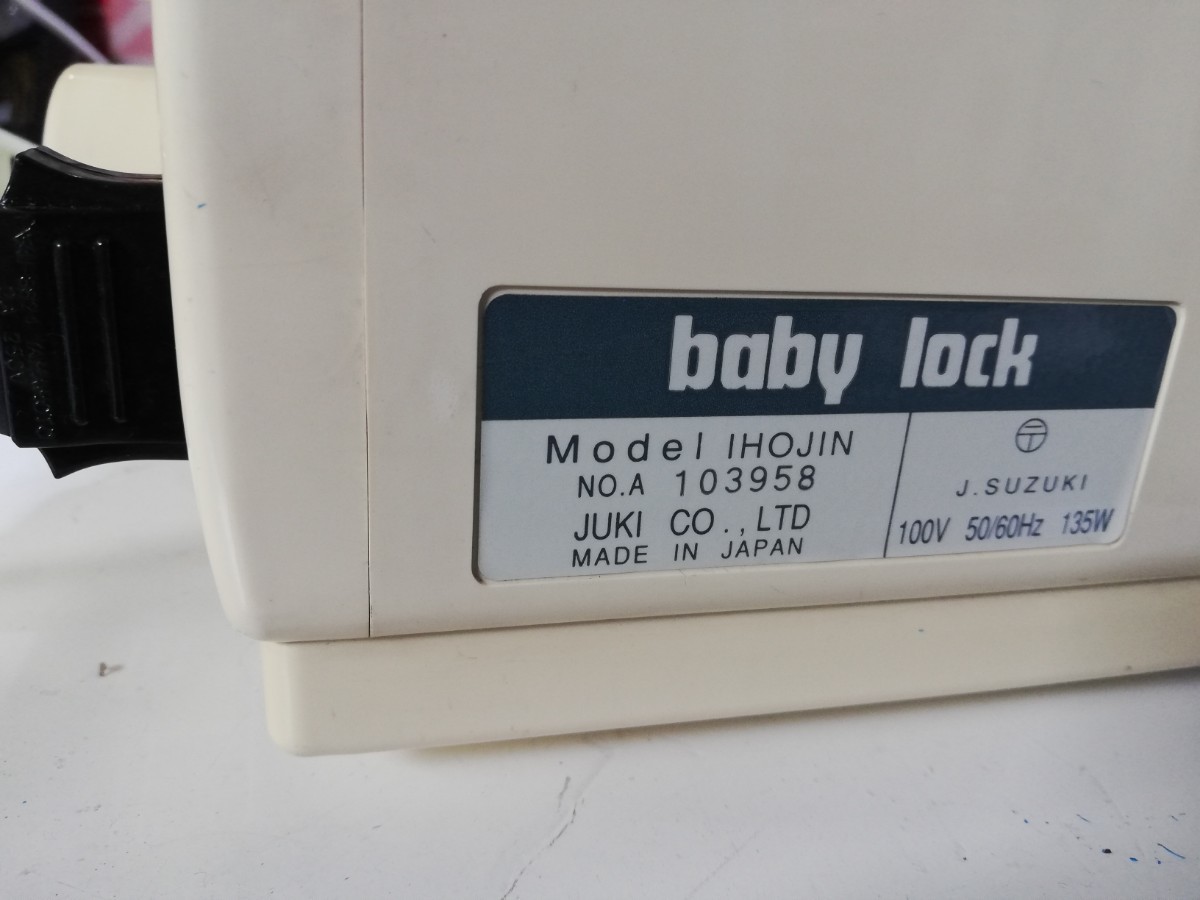 baby lock
Model IHOJIN
NO.A 103958
JUKI CO.,LTD
MADE IN JAPAN
〶
J.SUZUKI
100V 50/60Hz 135W